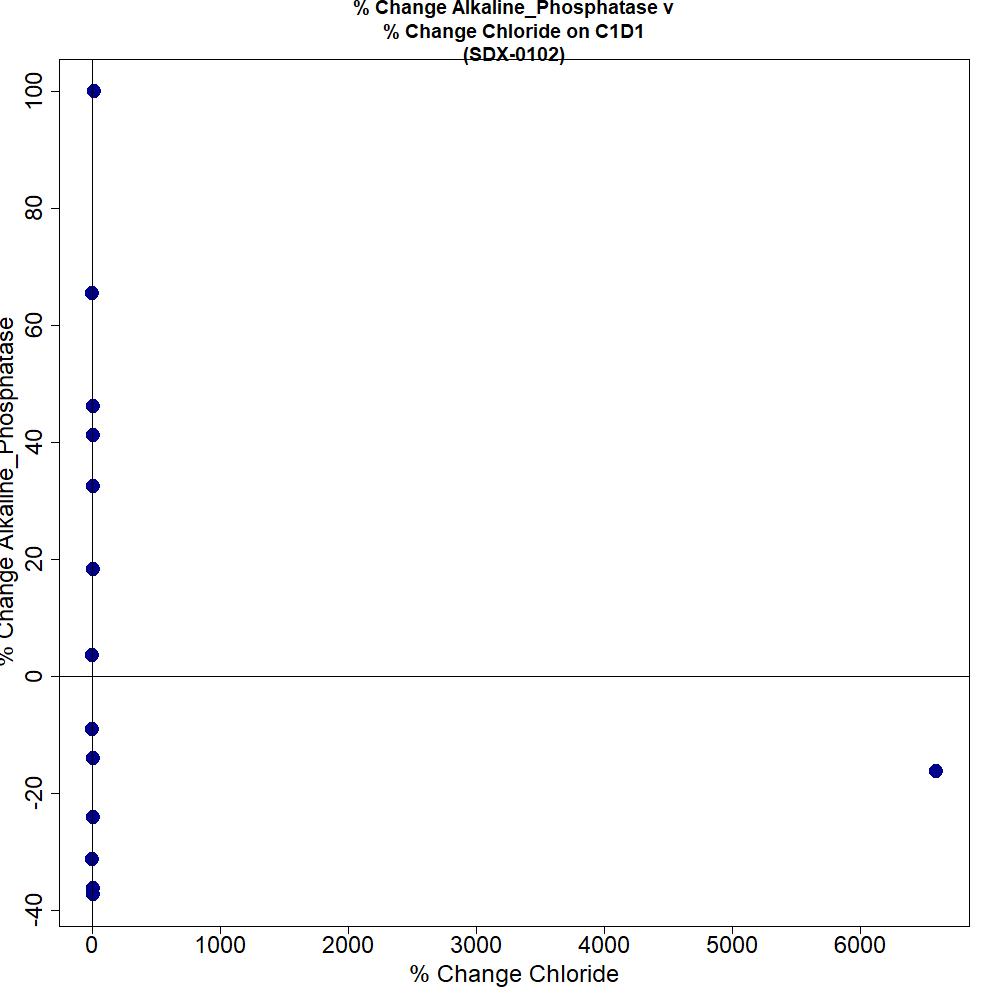 % Change Alkaline_Phosphatase v
% Change Chloride on C1D1
(SDX-0102)
100
80
60
40
20
0
-20
-40
% Change Alkaline_Phosphatase
0 1000 2000 3000 4000 5000 6000
% Change Chloride